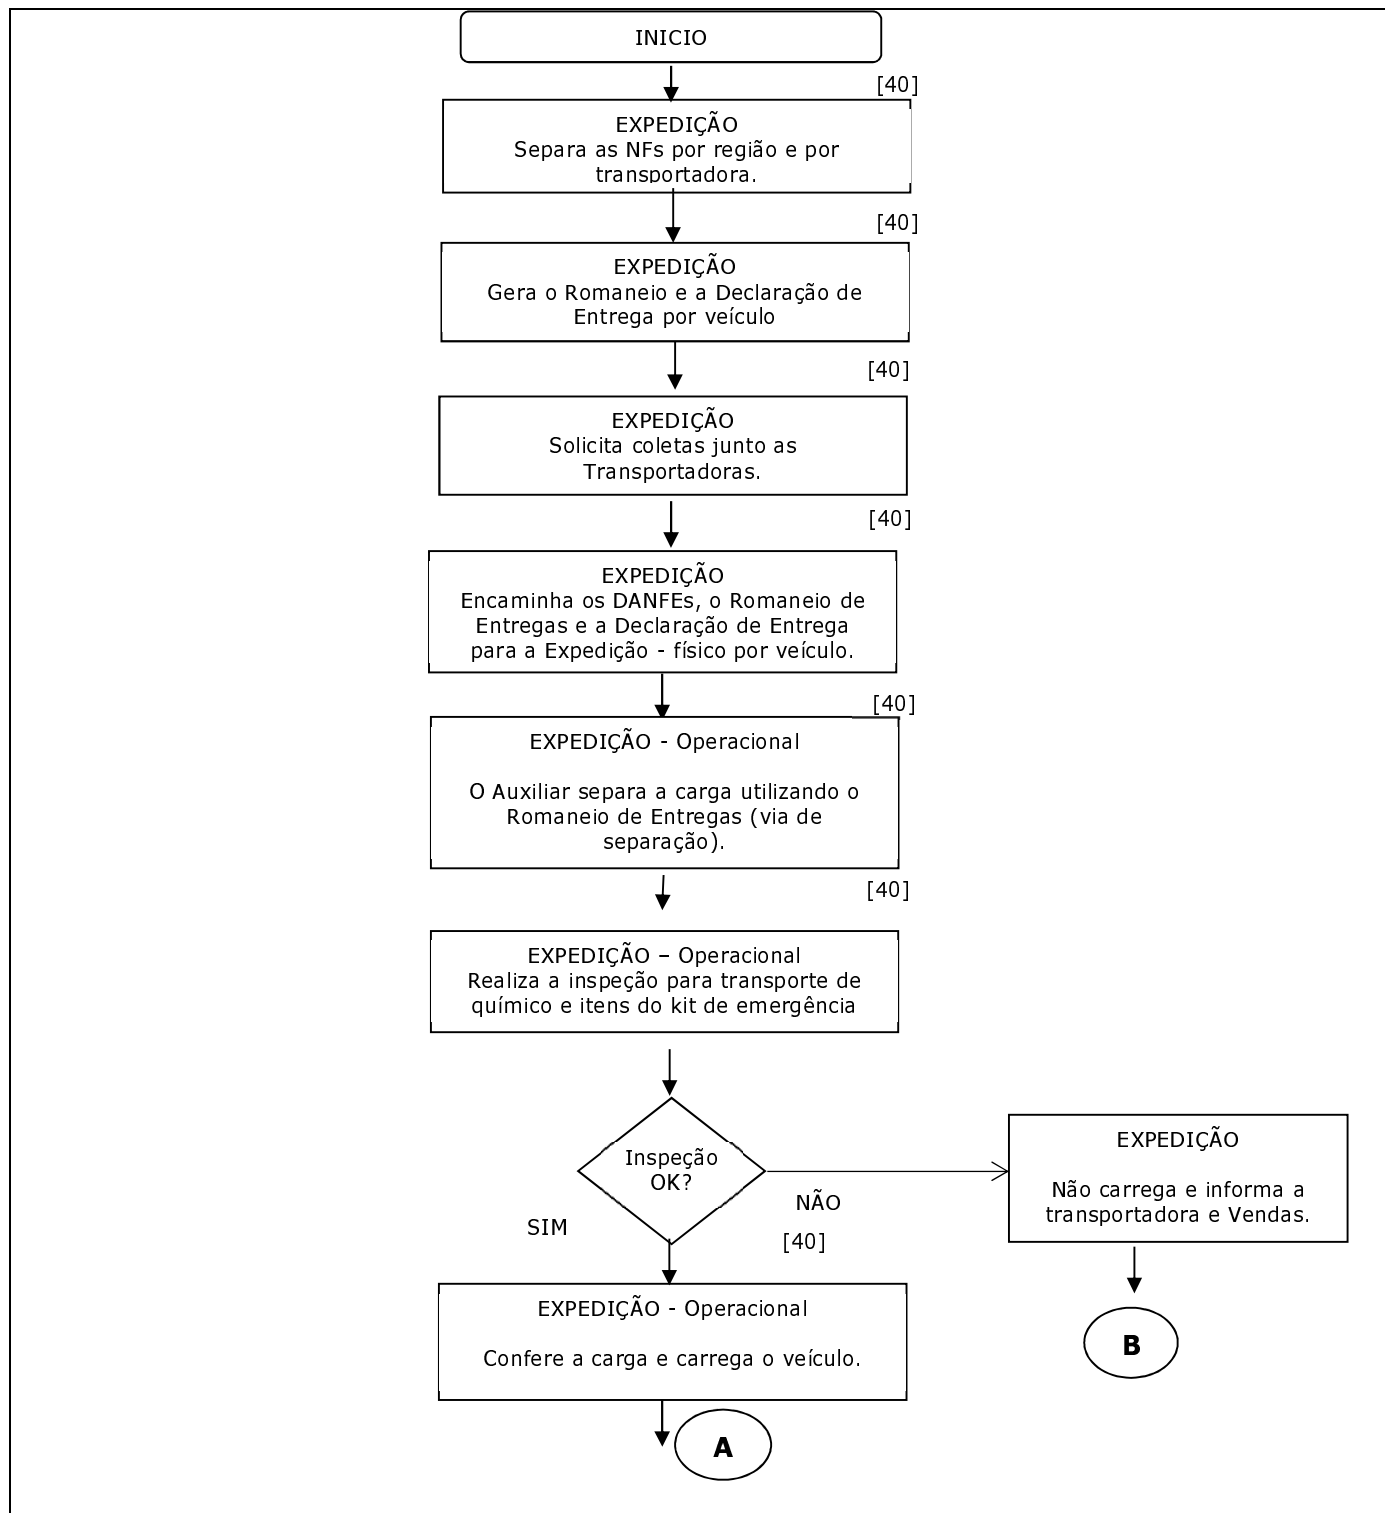 INICIO
[40]
EXPEDIÇÃO
Separa as NFs por região e por
transportadora.
[40]
EXPEDIÇÃO
Gera o Romaneio e a Declaração de
Entrega por veículo
[40]
EXPEDIÇÃO
Solicita coletas junto as
Transportadoras.
[40]
EXPEDIÇÃO
Encaminha os DANFEs, o Romaneio de
Entregas e a Declaração de Entrega
para a Expedição - físico por veículo.
[40]
EXPEDIÇÃO - Operacional
O Auxiliar separa a carga utilizando o
Romaneio de Entregas (via de
separação).
[40]
EXPEDIÇÃO – Operacional
Realiza a inspeção para transporte de
químico e itens do kit de emergência
Inspeção
OK?
NÃO
SIM
[40]
EXPEDIÇÃO
Não carrega e informa a
transportadora e Vendas.
B
EXPEDIÇÃO - Operacional
Confere a carga e carrega o veículo.
A